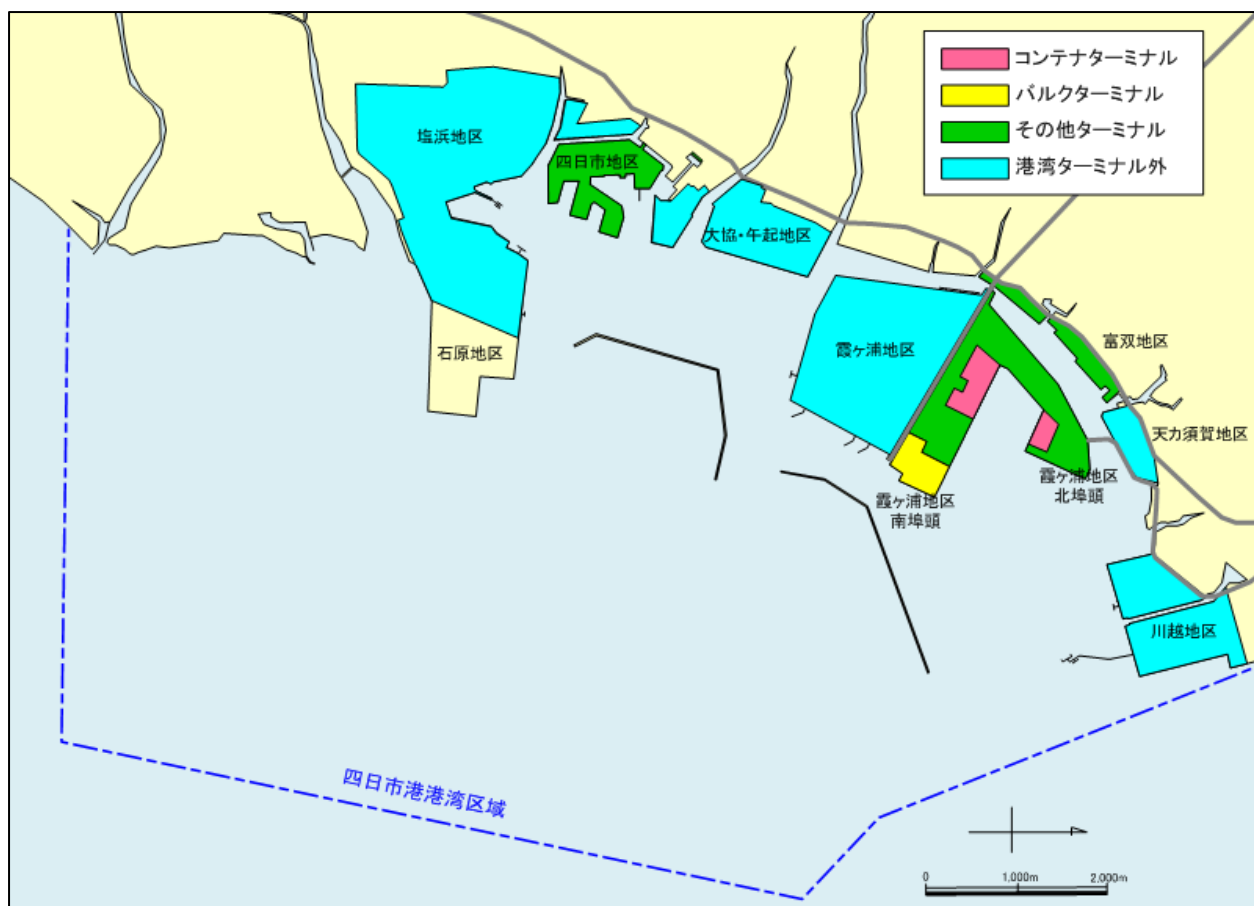 コンテナターミナル
バルクターミナル
その他ターミナル
港湾ターミナル外
塩浜地区
四日市地区
大協・午起地区
石原地区
霞ヶ浦地区
富双地区
天力須賀地区
霞ヶ浦地区
南埠頭
霞ヶ浦地区
北埠頭
川越地区
四日市港港湾区域
0
1,000m
2,000m